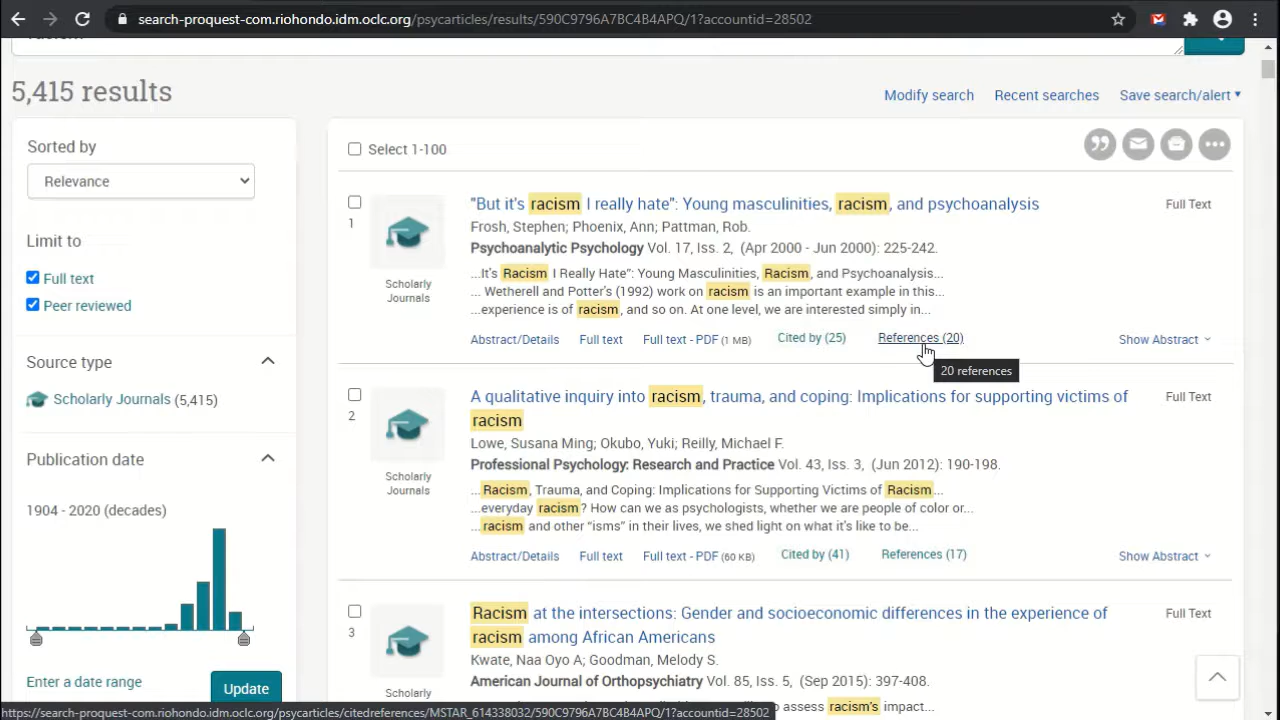 search-proquest-com.riohondo.idm.oclc.org/psycarticles/results/590C9796A7BC4B4APQ/1?accountid=28502
5,415 results
Modify search
Recent searches
Save search/alert
Sorted by
Relevance
Limit to
Full text
Peer reviewed
Source type
Scholarly Journals (5,415)
Publication date
1904 - 2020 (decades)
Enter a date range
Update
Select 1-100
1
Scholarly
Journals
"But it's racism I really hate": Young masculinities, racism, and psychoanalysis
Full Text
Frosh, Stephen; Phoenix, Ann; Pattman, Rob.
Psychoanalytic Psychology Vol. 17, Iss. 2, (Apr 2000 - Jun 2000): 225-242.
...It's Racism I Really Hate": Young Masculinities, Racism, and Psychoanalysis...
... Wetherell and Potter's (1992) work on racism is an important example in this...
...experience is of racism, and so on. At one level, we are interested simply in...
Abstract/Details
Full text
Full text - PDF (1 MB)
Cited by (25)
References (20)
Show Abstract
20 references
2
Scholarly
Journals
A qualitative inquiry into racism, trauma, and coping: Implications for supporting victims of
racism
Full Text
Lowe, Susana Ming; Okubo, Yuki; Reilly, Michael F.
Professional Psychology: Research and Practice Vol. 43, Iss. 3, (Jun 2012): 190-198.
...Racism, Trauma, and Coping: Implications for Supporting Victims of Racism...
...everyday racism? How can we as psychologists, whether we are people of color or...
...racism and other “isms” in their lives, we shed light on what it's like to be...
Abstract/Details
Full text
Full text - PDF (60 KB)
Cited by (41)
References (17)
Show Abstract
3
Scholarly
Racism at the intersections: Gender and socioeconomic differences in the experience of
racism among African Americans
Full Text
Kwate, Naa Oyo A; Goodman, Melody S.
American Journal of Orthopsychiatry Vol. 85, Iss. 5, (Sep 2015): 397-408.
to assess racism's impact...
https://search-proquest-com.riohondo.idm.oclc.org/psycarticles/citedreferences/MSTAR_614338032/590C9796A7BC4B4APQ/1?accountid=28502